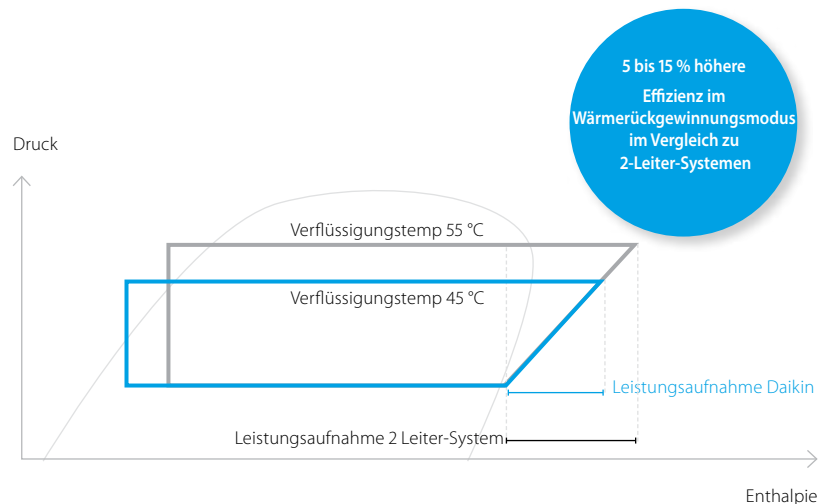 5 bis 15 % höhere
Effizienz im
Wärmerückgewinnungsmodus
im Vergleich zu
2-Leiter-Systemen
Druck
Verflüssigungstemp 55 °C
Verflüssigungstemp 45 °C
Leistungsaufnahme Daikin
Leistungsaufnahme 2 Leiter-System
Enthalpie